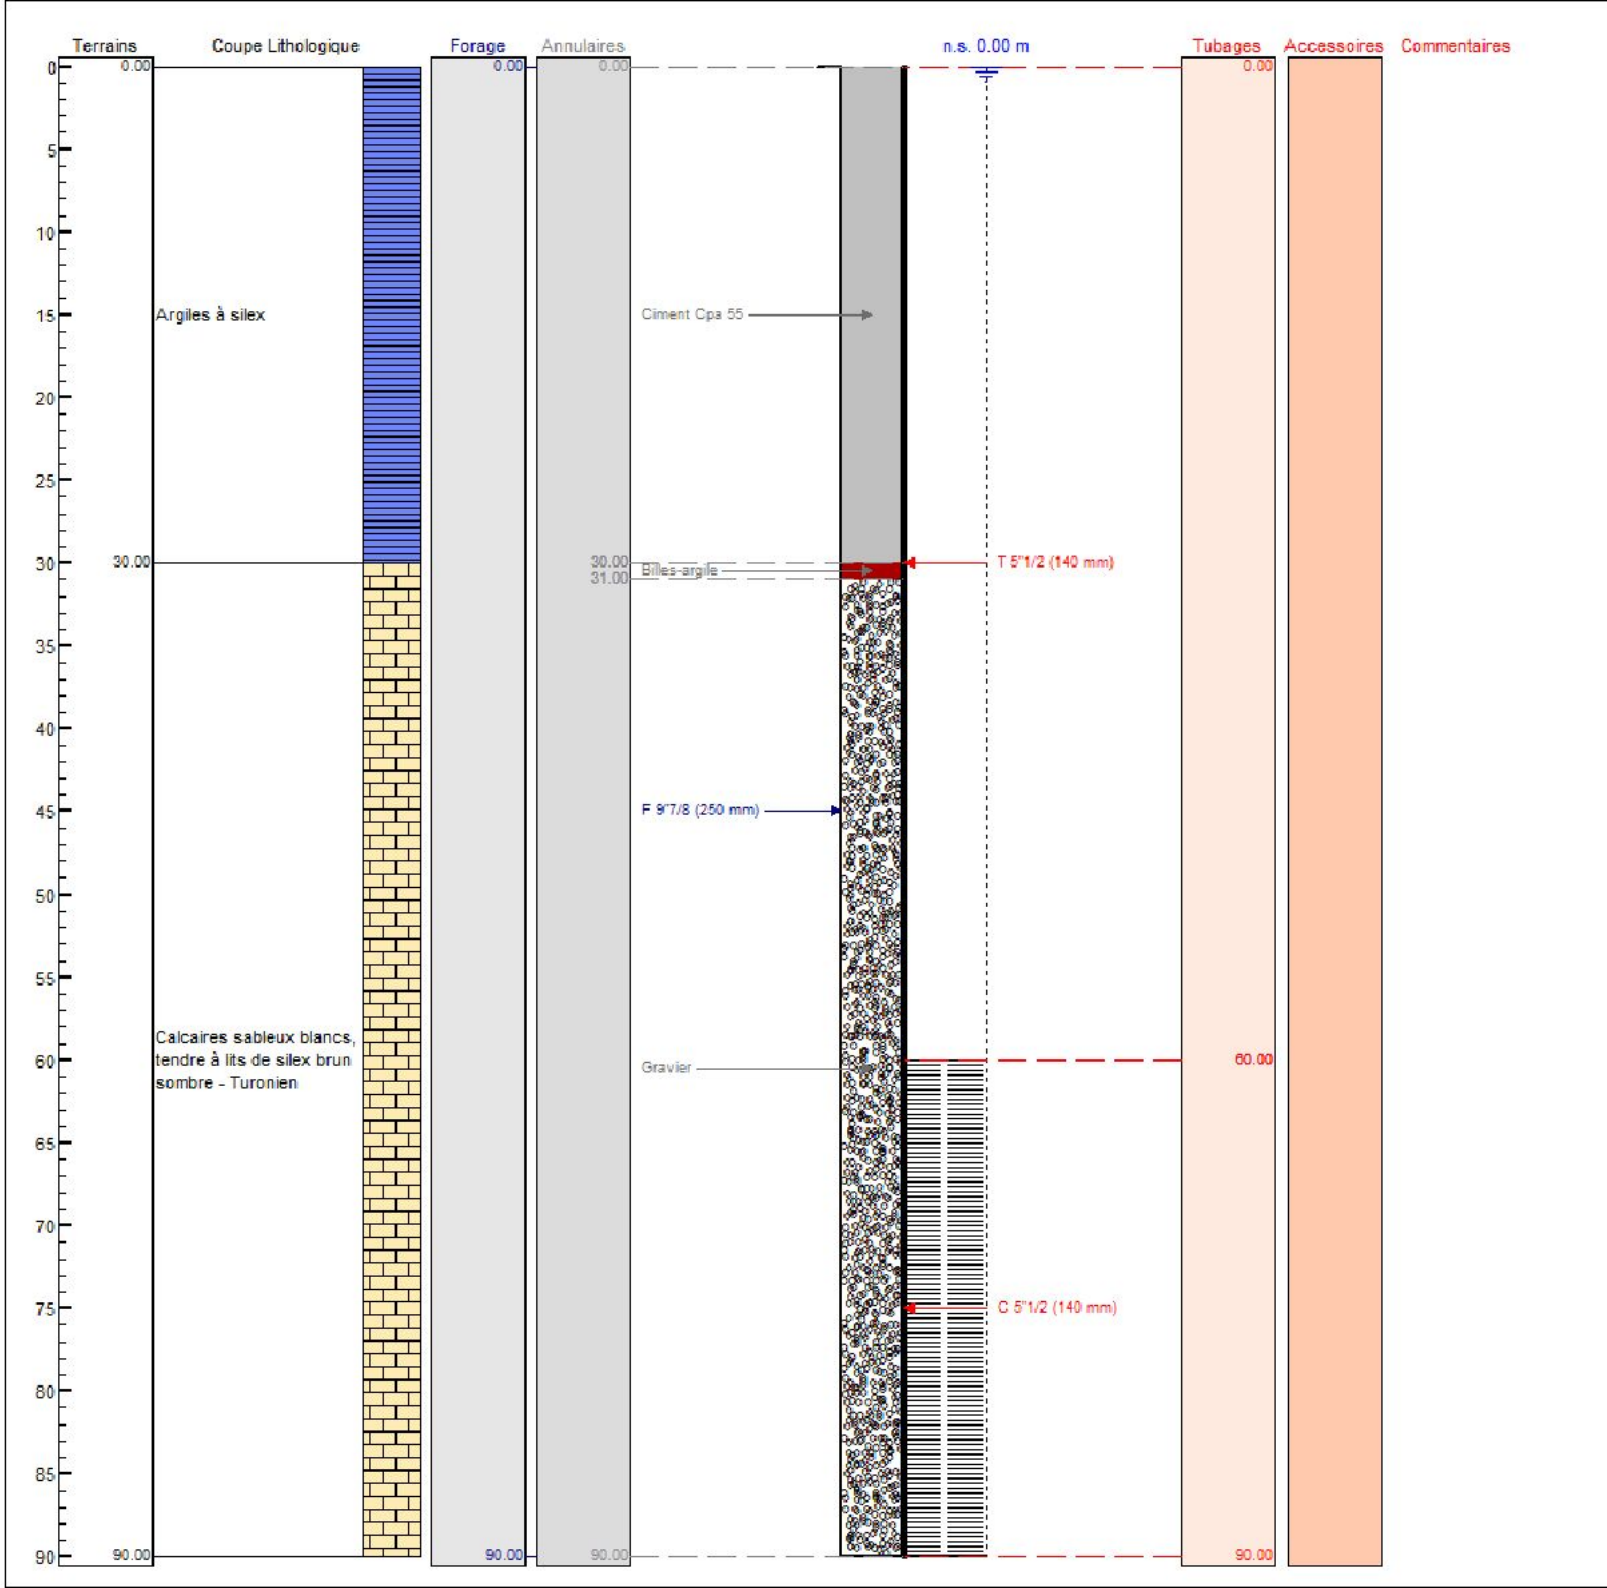 Terrains Coupe Lithologique Forage Annulaires n.s. 0.00 m Tubages Accessoires Commentaires
0 0.00 0.00 0.00 0.00
5
10
15 Argiles à silex Ciment Cpa 55
20
25
30 30.00 30.00 T 5"1/2 (140 mm)
31.00 Billes-argile
35
40
45 F 9"7/8 (250 mm)
50
55
Calcaires sableux blancs,
60 tendre à lits de silex brun Gravier 60.00
sombre - Turonien
65
70
75 C 5"1/2 (140 mm)
80
85
90 90.00 90.00 90.00 90.00